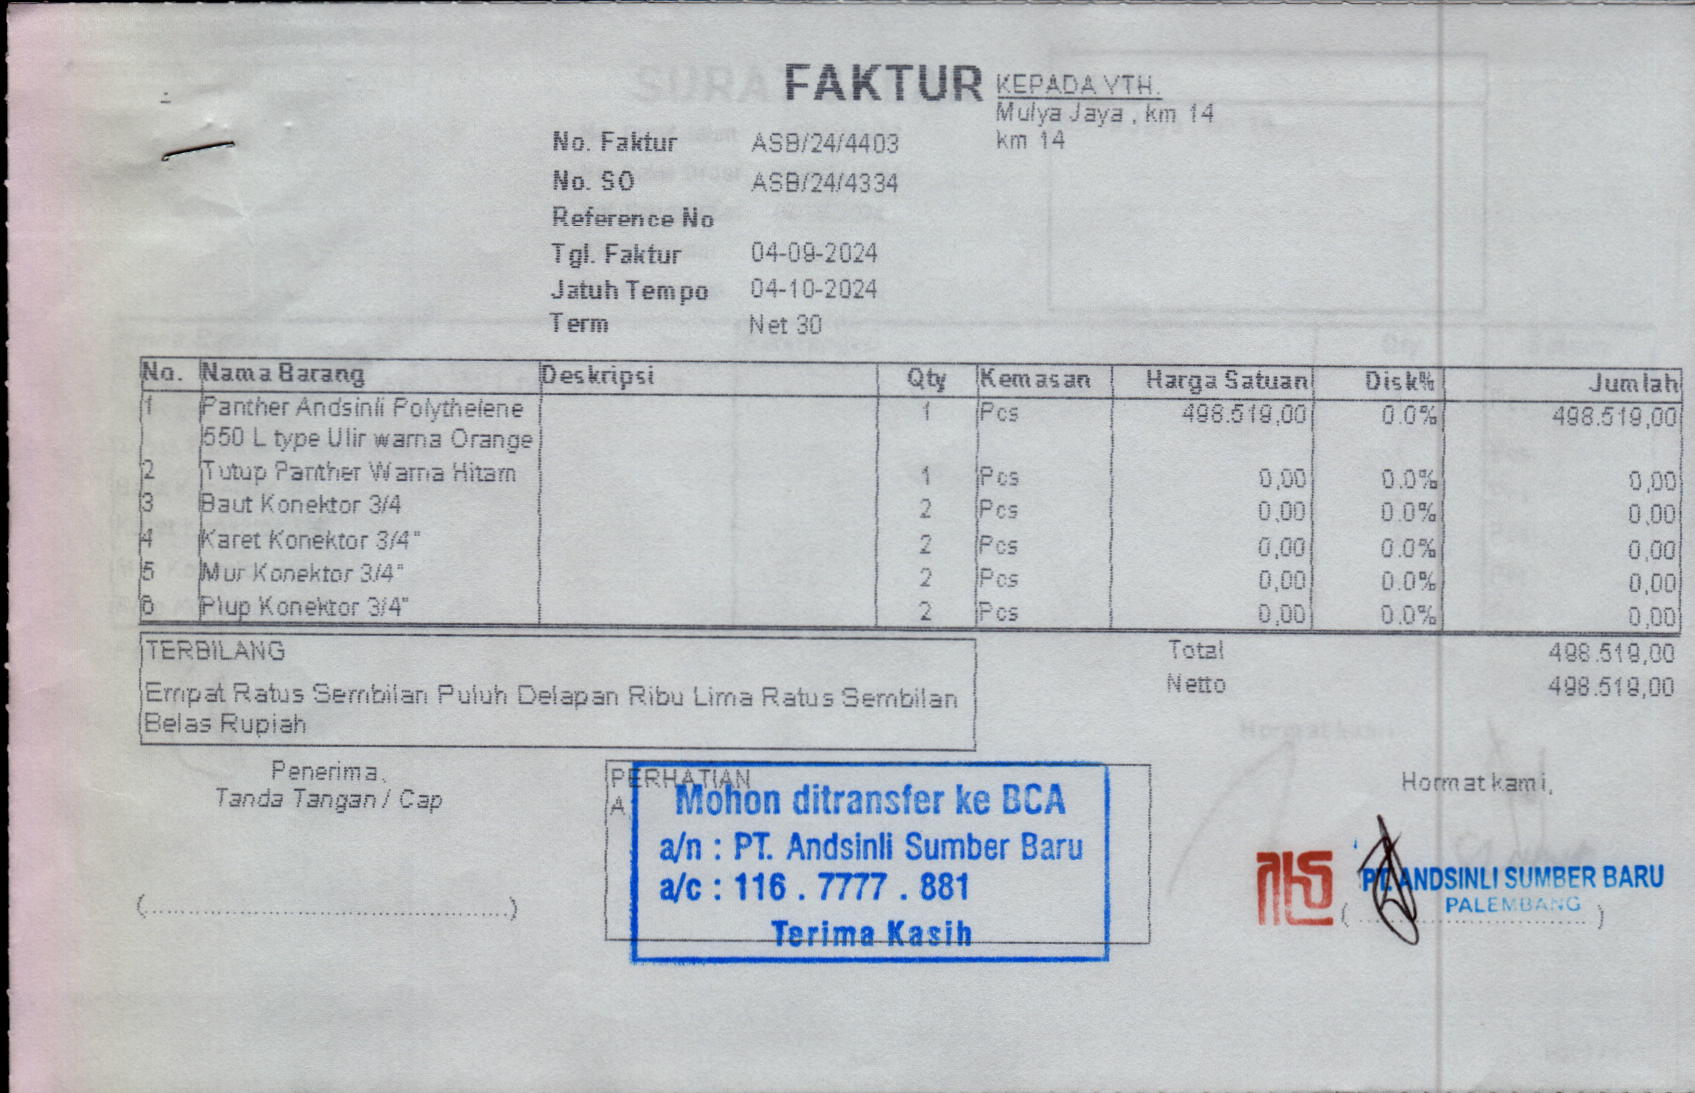 FAKTUR
KEPADA YTH.
Mulya Jaya , km 14
km 14
No. Faktur ASB/24/4403
No. SO ASB/24/4334
Reference No
Tgl. Faktur 04-09-2024
Jatuh Tempo 04-10-2024
Term Net 30
No. Nama Barang Deskripsi Qty Kemasan Harga Satuan Disk% Jumlah
1 Panther Andsinli Polythelene 1 Pcs 498.519,00 0.0% 498.519,00
550 L type Ulir warna Orange
2 Tutup Panther Warna Hitam 1 Pcs 0,00 0.0% 0,00
3 Baut Konektor 3/4 2 Pcs 0,00 0.0% 0,00
4 Karet Konektor 3/4" 2 Pcs 0,00 0.0% 0,00
5 Mur Konektor 3/4" 2 Pcs 0,00 0.0% 0,00
6 Plup Konektor 3/4" 2 Pcs 0,00 0.0% 0,00
TERBILANG
Empat Ratus Sembilan Puluh Delapan Ribu Lima Ratus Sembilan
Belas Rupiah
Total 498.519,00
Netto 498.519,00
Penerima,
Tanda Tangan / Cap
PERHATIAN
A
Mohon ditransfer ke BCA
a/n : PT. Andsinli Sumber Baru
a/c : 116 . 7777 . 881
Terima Kasih
Hormat kami,
PT. ANDSINLI SUMBER BARU
PALEMBANG